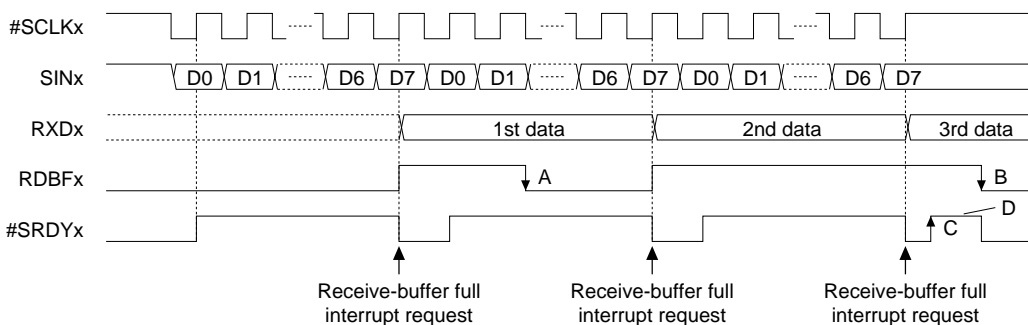 #SCLKx
SINx D0 D1 D6 D7 D0 D1 D6 D7 D0 D1 D6 D7
RXDx 1st data 2nd data 3rd data
RDBFx A B
#SRDYx C D
Receive-buffer full Receive-buffer full Receive-buffer full
interrupt request interrupt request interrupt request